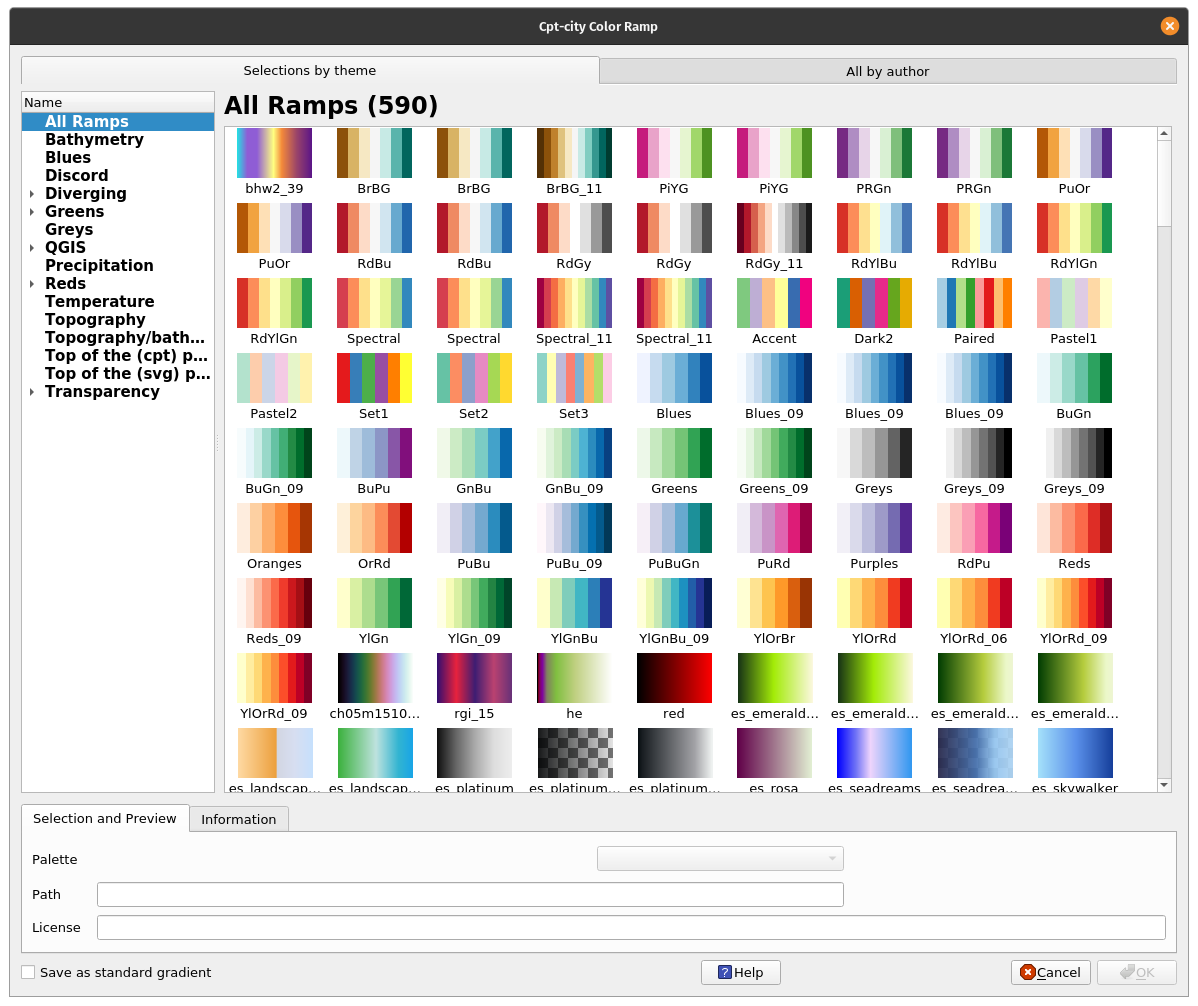 Cpt-city Color Ramp
Selections by theme
All by author
Name
All Ramps
Bathymetry
Blues
Discord
Diverging
Greens
Greys
QGIS
Precipitation
Reds
Temperature
Topography
Topography/bath...
Top of the (cpt) p...
Top of the (svg) p...
Transparency
All Ramps (590)
bhw2_39 BrBG BrBG BrBG_11 PiYG PiYG PRGn PRGn PuOr
PuOr RdBu RdBu RdGy RdGy RdGy_11 RdYlBu RdYlBu RdYlGn
RdYlGn Spectral Spectral Spectral_11 Spectral_11 Accent Dark2 Paired Pastel1
Pastel2 Set1 Set2 Set3 Blues Blues_09 Blues_09 Blues_09 BuGn
BuGn_09 BuPu GnBu GnBu_09 Greens Greens_09 Greys Greys_09 Greys_09
Oranges OrRd PuBu PuBu_09 PuBuGn PuRd Purples RdPu Reds
Reds_09 YlGn YlGn_09 YlGnBu YlGnBu_09 YlOrBr YlOrRd YlOrRd_06 YlOrRd_09
YlOrRd_09 ch05m1510... rgi_15 he red es_emerald... es_emerald... es_emerald... es_emerald...
es_landscap... es_landscap... es_platinum es_platinum... es_platinum... es_rosa es_seadreams es_seadrea... es_skywalker
Selection and Preview
Information
Palette
Path
License
Save as standard gradient
Help
Cancel
OK